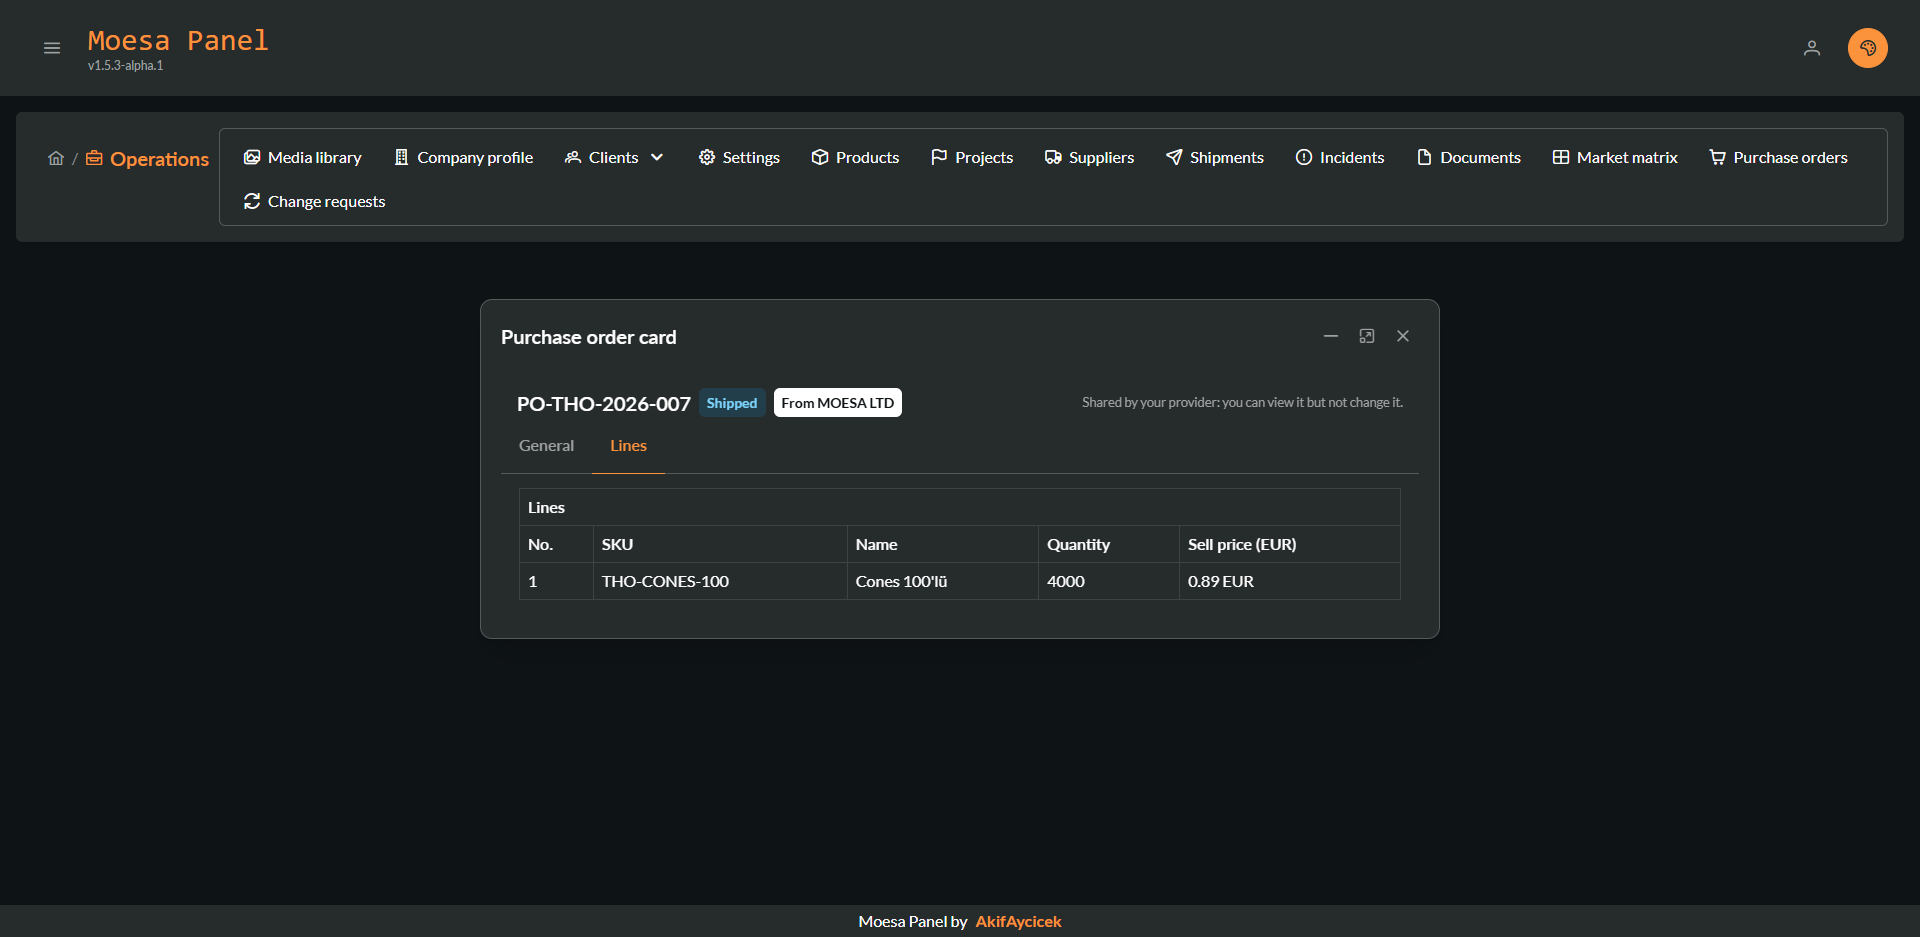 Moesa Panel
v1.5.3-alpha.1
/ Operations
Media library Company profile Clients Settings Products Projects Suppliers Shipments Incidents Documents Market matrix Purchase orders
Change requests
Purchase order card
PO-THO-2026-007 Shipped From MOESA LTD Shared by your provider: you can view it but not change it.
General Lines
Lines
No. SKU Name Quantity Sell price (EUR)
1 THO-CONES-100 Cones 100'lü 4000 0.89 EUR
Moesa Panel by AkifAycicek